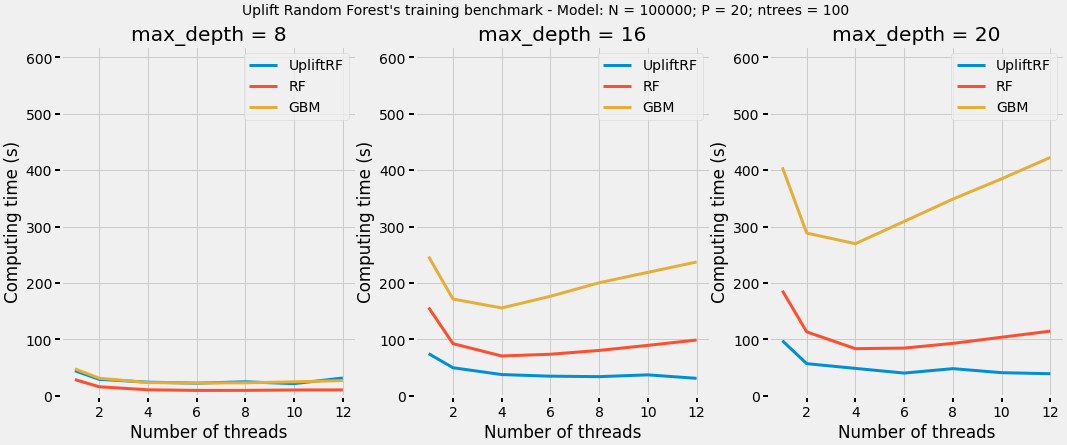 Uplift Random Forest's training benchmark - Model: N = 100000; P = 20; ntrees = 100
max_depth = 8
UpliftRF
RF
GBM
Computing time (s)
600
500
400
300
200
100
0
2 4 6 8 10 12
Number of threads
max_depth = 16
UpliftRF
RF
GBM
Computing time (s)
600
500
400
300
200
100
0
2 4 6 8 10 12
Number of threads
max_depth = 20
UpliftRF
RF
GBM
Computing time (s)
600
500
400
300
200
100
0
2 4 6 8 10 12
Number of threads